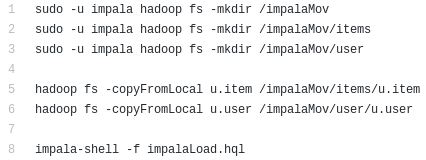 1 sudo -u impala hadoop fs -mkdir /impalaMov
2 sudo -u impala hadoop fs -mkdir /impalaMov/items
3 sudo -u impala hadoop fs -mkdir /impalaMov/user
4
5 hadoop fs -copyFromLocal u.item /impalaMov/items/u.item
6 hadoop fs -copyFromLocal u.user /impalaMov/user/u.user
7
8 impala-shell -f impalaLoad.hql